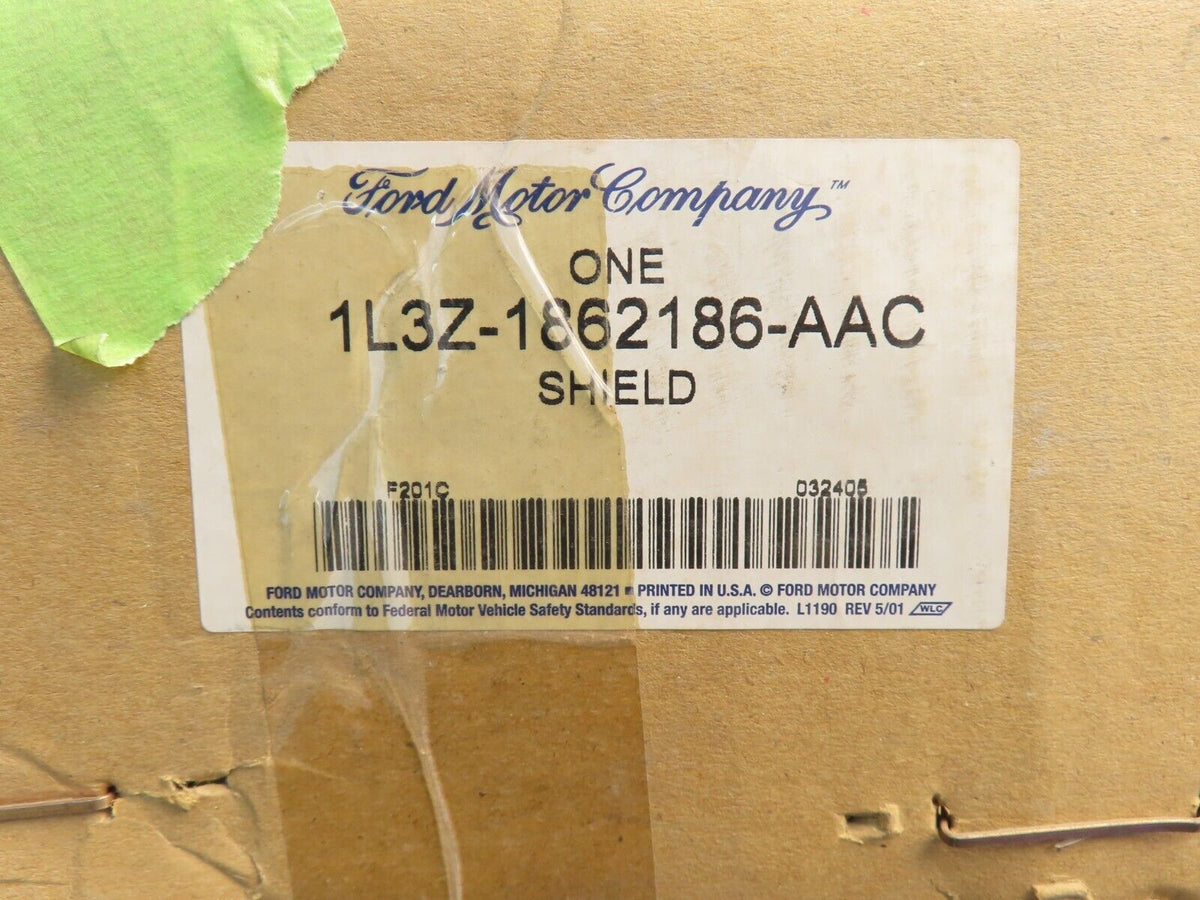 Ford Motor Company™
ONE
1L3Z-1862186-AAC
SHIELD
F201C 032405
FORD MOTOR COMPANY, DEARBORN, MICHIGAN 48121 ▪ PRINTED IN U.S.A. © FORD MOTOR COMPANY
Contents conform to Federal Motor Vehicle Safety Standards, if any are applicable. L1190 REV 5/01 WLC